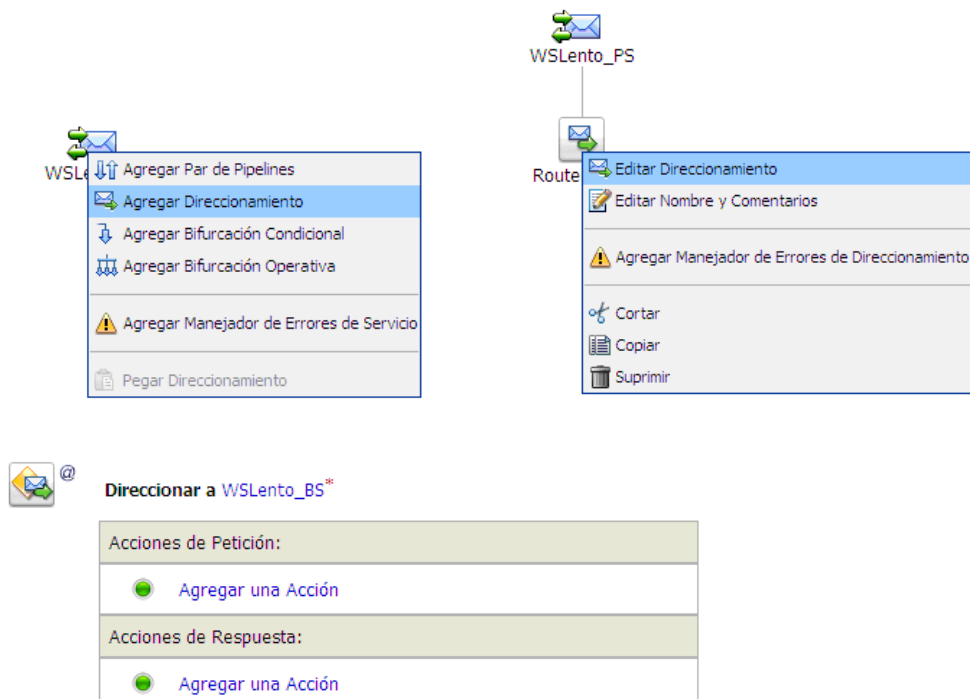 WSLento_PS
WSL
Agregar Par de Pipelines
Agregar Direccionamiento
Agregar Bifurcación Condicional
Agregar Bifurcación Operativa
Agregar Manejador de Errores de Servicio
Pegar Direccionamiento
Route
Editar Direccionamiento
Editar Nombre y Comentarios
Agregar Manejador de Errores de Direccionamiento
Cortar
Copiar
Suprimir
@
Direccionar a WSLento_BS*
Acciones de Petición:
Agregar una Acción
Acciones de Respuesta:
Agregar una Acción